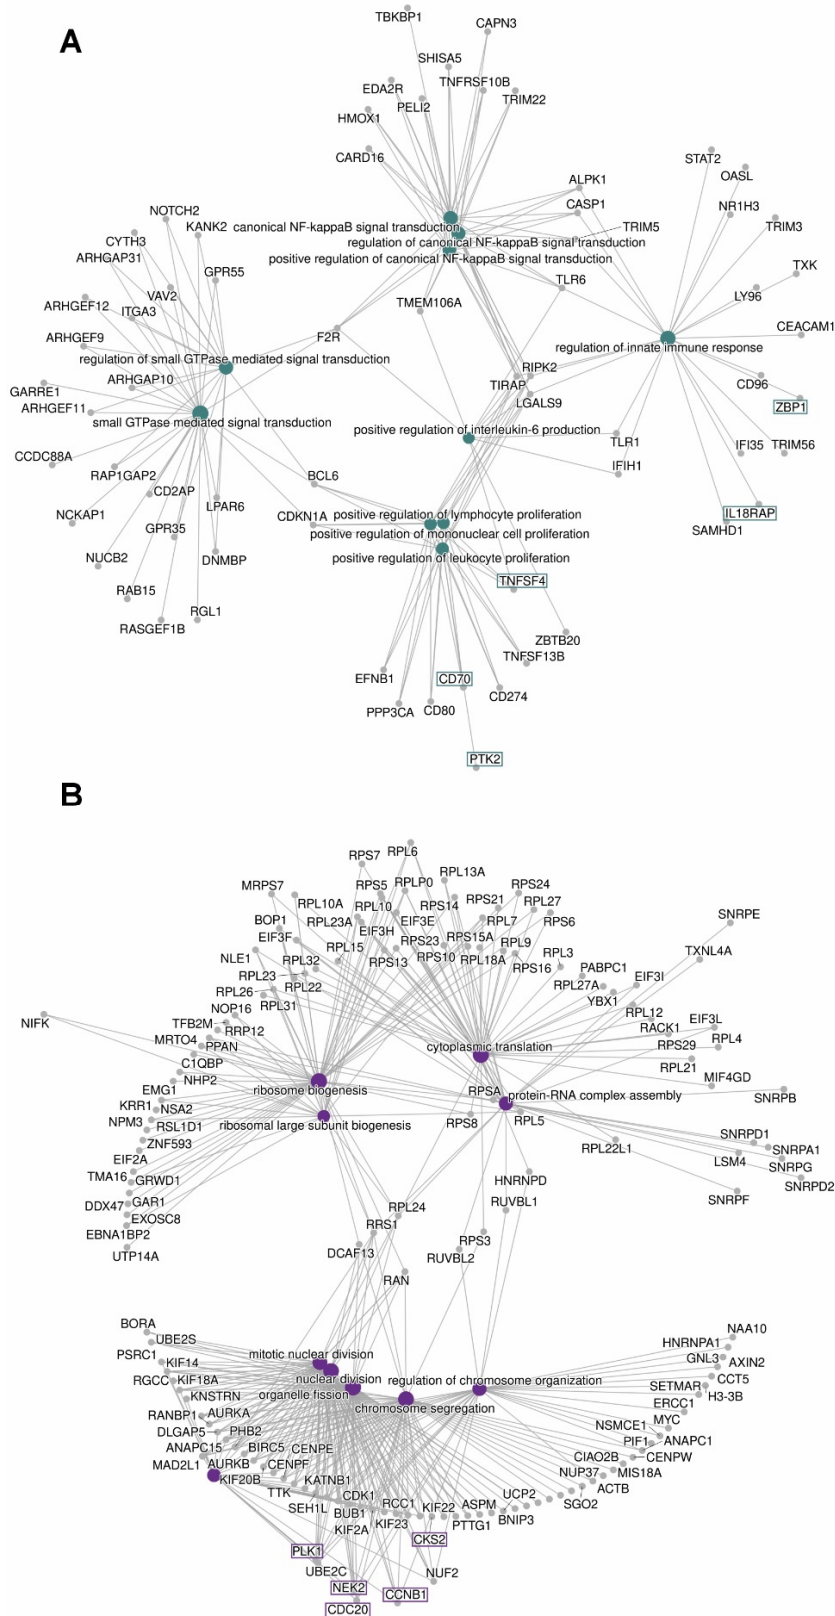 A
TBKBP1
CAPN3
SHISA5
TNFRSF10B
EDA2R
PELI2
TRIM22
HMOX1
CARD16
STAT2
OASL
ALPK1
CASP1
NR1H3
NOTCH2
KANK2
canonical NF-kappaB signal transduction
TRIM5
TRIM3
CYTH3
regulation of canonical NF-kappaB signal transduction
ARHGAP31
positive regulation of canonical NF-kappaB signal transduction
GPR55
TXK
TLR6
VAV2
LY96
ARHGEF12
ITGA3
TMEM106A
CEACAM1
ARHGEF9
F2R
regulation of innate immune response
regulation of small GTPase mediated signal transduction
RIPK2
ARHGAP10
TIRAP
CD96
GARRE1
LGALS9
ZBP1
ARHGEF11
small GTPase mediated signal transduction
positive regulation of interleukin-6 production
TLR1
IFI35
TRIM56
CCDC88A
IFIH1
RAP1GAP2
BCL6
CD2AP
LPAR6
NCKAP1
CDKN1A
positive regulation of lymphocyte proliferation
IL18RAP
GPR35
positive regulation of mononuclear cell proliferation
SAMHD1
NUCB2
DNMBP
positive regulation of leukocyte proliferation
TNFSF4
RAB15
RGL1
RASGEF1B
ZBTB20
TNFSF13B
EFNB1
CD70
CD274
PPP3CA
CD80
PTK2
B
RPS7
RPL6
RPL13A
MRPS7
RPS5
RPLP0
RPS24
RPL10A
RPL10
RPS14
RPS21
RPL27
BOP1
RPL23A
EIF3E
RPL7
RPS6
SNRPE
EIF3F
EIF3H
RPS23
RPS15A
RPL9
NLE1
RPL15
RPS10
RPL18A
RPL3
TXNL4A
RPL32
RPS13
RPS16
PABPC1
RPL23
RPL22
RPL27A
EIF3I
RPL26
RPL31
YBX1
NOP16
RPL12
NIFK
TFB2M
RRP12
RACK1
EIF3L
MRTO4
PPAN
cytoplasmic translation
RPS29
RPL4
C1QBP
RPL21
NHP2
MIF4GD
EMG1
ribosome biogenesis
RPSA
protein-RNA complex assembly
SNRPB
KRR1
NSA2
NPM3
RSL1D1
ribosomal large subunit biogenesis
RPS8
RPL5
ZNF593
SNRPD1
EIF2A
RPL22L1
SNRPA1
LSM4
TMA16
GRWD1
SNRPG
HNRNPD
SNRPD2
DDX47
GAR1
RPL24
RUVBL1
SNRPF
EXOSC8
RRS1
EBNA1BP2
RPS3
UTP14A
DCAF13
RUVBL2
RAN
BORA
UBE2S
NAA10
PSRC1
mitotic nuclear division
HNRNPA1
KIF14
GNL3
AXIN2
RGCC
KIF18A
nuclear division
regulation of chromosome organization
CCT5
KNSTRN
organelle fission
SETMAR
H3-3B
RANBP1
AURKA
chromosome segregation
ERCC1
DLGAP5
PHB2
MYC
ANAPC15
BIRC5
CENPE
NSMCE1
PIF1
ANAPC1
MAD2L1
AURKB
CENPF
CIAO2B
CENPW
KIF20B
KATNB1
NUP37
MIS18A
TTK
CDK1
UCP2
ACTB
SEH1L
RCC1
KIF22
ASPM
SGO2
BUB1
BNIP3
KIF2A
KIF23
PTTG1
CKS2
PLK1
UBE2C
NUF2
NEK2
CCNB1
CDC20